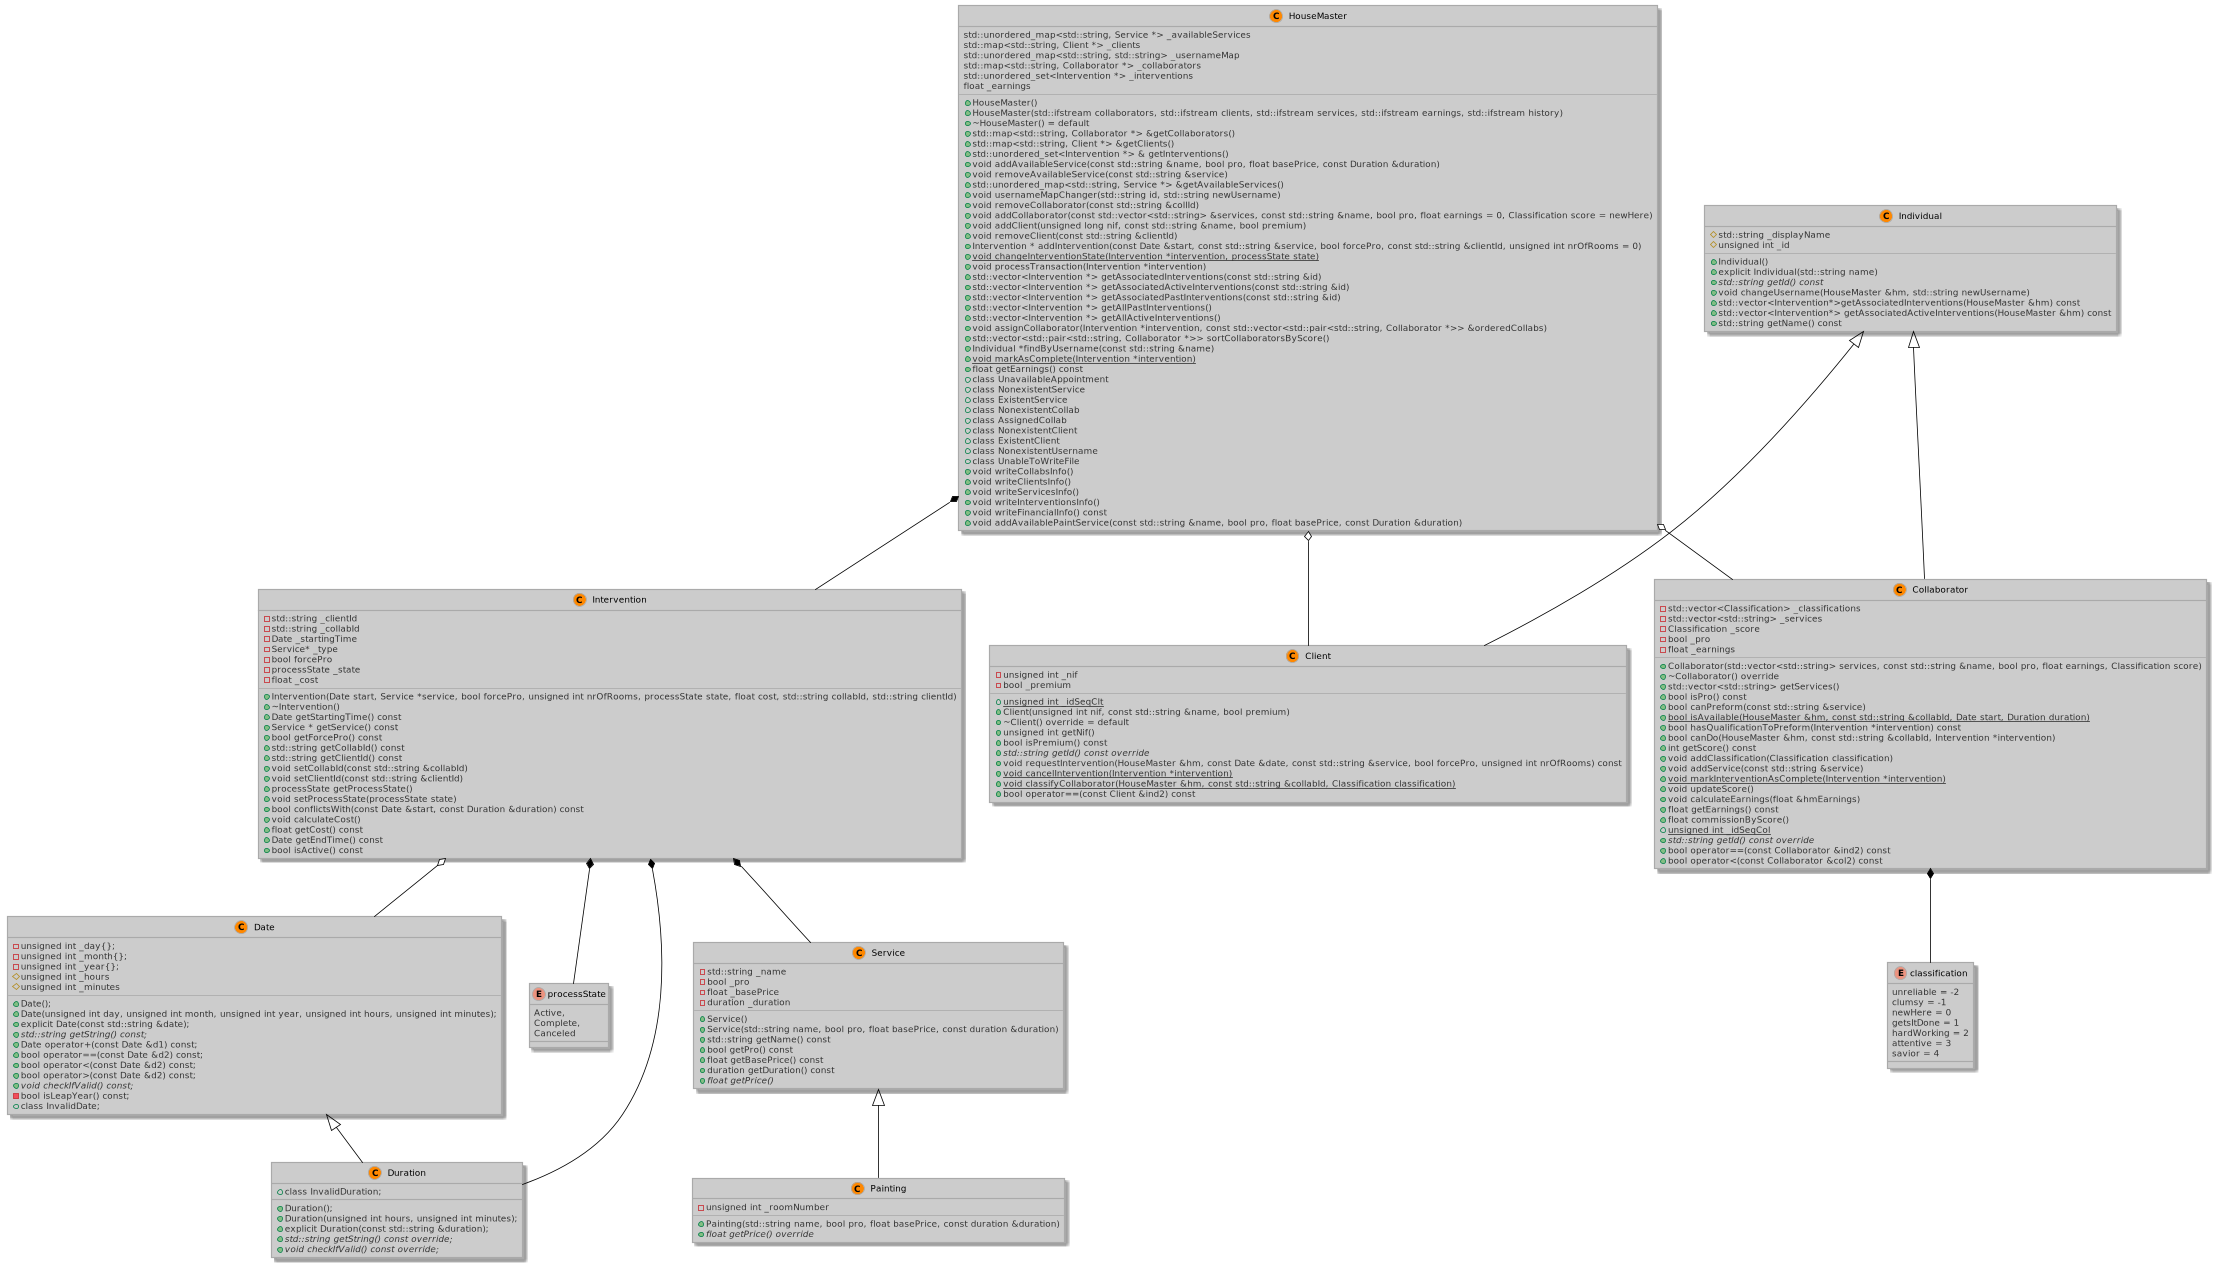 C HouseMaster
std::unordered_map<std::string, Service *> _availableServices
std::map<std::string, Client *> _clients
std::unordered_map<std::string, std::string> _usernameMap
std::map<std::string, Collaborator *> _collaborators
std::unordered_set<Intervention *> _interventions
float _earnings
HouseMaster()
HouseMaster(std::ifstream collaborators, std::ifstream clients, std::ifstream services, std::ifstream earnings, std::ifstream history)
~HouseMaster() = default
std::map<std::string, Collaborator *> &getCollaborators()
std::map<std::string, Client *> &getClients()
std::unordered_set<Intervention *> & getInterventions()
void addAvailableService(const std::string &name, bool pro, float basePrice, const Duration &duration)
void removeAvailableService(const std::string &service)
std::unordered_map<std::string, Service *> &getAvailableServices()
void usernameMapChanger(std::string id, std::string newUsername)
void removeCollaborator(const std::string &collId)
void addCollaborator(const std::vector<std::string> &services, const std::string &name, bool pro, float earnings = 0, Classification score = newHere)
void addClient(unsigned long nif, const std::string &name, bool premium)
void removeClient(const std::string &clientId)
Intervention * addIntervention(const Date &start, const std::string &service, bool forcePro, const std::string &clientId, unsigned int nrOfRooms = 0)
void changeInterventionState(Intervention *intervention, processState state)
void processTransaction(Intervention *intervention)
std::vector<Intervention *> getAssociatedInterventions(const std::string &id)
std::vector<Intervention *> getAssociatedActiveInterventions(const std::string &id)
std::vector<Intervention *> getAssociatedPastInterventions(const std::string &id)
std::vector<Intervention *> getAllPastInterventions()
std::vector<Intervention *> getAllActiveInterventions()
void assignCollaborator(Intervention *intervention, const std::vector<std::pair<std::string, Collaborator *>> &orderedCollabs)
std::vector<std::pair<std::string, Collaborator *>> sortCollaboratorsByScore()
Individual *findByUsername(const std::string &name)
void markAsComplete(Intervention *intervention)
float getEarnings() const
class UnavailableAppointment
class NonexistentService
class ExistentService
class NonexistentCollab
class AssignedCollab
class NonexistentClient
class ExistentClient
class NonexistentUsername
class UnableToWriteFile
void writeCollabsInfo()
void writeClientsInfo()
void writeServicesInfo()
void writeInterventionsInfo()
void writeFinancialInfo() const
void addAvailablePaintService(const std::string &name, bool pro, float basePrice, const Duration &duration)
C Individual
std::string _displayName
unsigned int _id
Individual()
explicit Individual(std::string name)
std::string getId() const
void changeUsername(HouseMaster &hm, std::string newUsername)
std::vector<Intervention*>getAssociatedInterventions(HouseMaster &hm) const
std::vector<Intervention*> getAssociatedActiveInterventions(HouseMaster &hm) const
std::string getName() const
C Intervention
std::string _clientId
std::string _collabId
Date _startingTime
Service* _type
bool forcePro
processState _state
float _cost
Intervention(Date start, Service *service, bool forcePro, unsigned int nrOfRooms, processState state, float cost, std::string collabId, std::string clientId)
~Intervention()
Date getStartingTime() const
Service * getService() const
bool getForcePro() const
std::string getCollabId() const
std::string getClientId() const
void setCollabId(const std::string &collabId)
void setClientId(const std::string &clientId)
processState getProcessState()
void setProcessState(processState state)
bool conflictsWith(const Date &start, const Duration &duration) const
void calculateCost()
float getCost() const
Date getEndTime() const
bool isActive() const
C Client
unsigned int _nif
bool _premium
unsigned int _idSeqClt
Client(unsigned int nif, const std::string &name, bool premium)
~Client() override = default
unsigned int getNif()
bool isPremium() const
std::string getId() const override
void requestIntervention(HouseMaster &hm, const Date &date, const std::string &service, bool forcePro, unsigned int nrOfRooms) const
void cancelIntervention(Intervention *intervention)
void classifyCollaborator(HouseMaster &hm, const std::string &collabId, Classification classification)
bool operator==(const Client &ind2) const
C Collaborator
std::vector<Classification> _classifications
std::vector<std::string> _services
Classification _score
bool _pro
float _earnings
Collaborator(std::vector<std::string> services, const std::string &name, bool pro, float earnings, Classification score)
~Collaborator() override
std::vector<std::string> getServices()
bool isPro() const
bool canPreform(const std::string &service)
bool isAvailable(HouseMaster &hm, const std::string &collabId, Date start, Duration duration)
bool hasQualificationToPreform(Intervention *intervention) const
bool canDo(HouseMaster &hm, const std::string &collabId, Intervention *intervention)
int getScore() const
void addClassification(Classification classification)
void addService(const std::string &service)
void markInterventionAsComplete(Intervention *intervention)
void updateScore()
void calculateEarnings(float &hmEarnings)
float getEarnings() const
float commissionByScore()
unsigned int _idSeqCol
std::string getId() const override
bool operator==(const Collaborator &ind2) const
bool operator<(const Collaborator &col2) const
C Date
unsigned int _day{};
unsigned int _month{};
unsigned int _year{};
unsigned int _hours
unsigned int _minutes
Date();
Date(unsigned int day, unsigned int month, unsigned int year, unsigned int hours, unsigned int minutes);
explicit Date(const std::string &date);
std::string getString() const;
Date operator+(const Date &d1) const;
bool operator==(const Date &d2) const;
bool operator<(const Date &d2) const;
bool operator>(const Date &d2) const;
void checkIfValid() const;
bool isLeapYear() const;
class InvalidDate;
E processState
Active,
Complete,
Canceled
C Service
std::string _name
bool _pro
float _basePrice
duration _duration
Service()
Service(std::string name, bool pro, float basePrice, const duration &duration)
std::string getName() const
bool getPro() const
float getBasePrice() const
duration getDuration() const
float getPrice()
E classification
unreliable = -2
clumsy = -1
newHere = 0
getsItDone = 1
hardWorking = 2
attentive = 3
savior = 4
C Duration
class InvalidDuration;
Duration();
Duration(unsigned int hours, unsigned int minutes);
explicit Duration(const std::string &duration);
std::string getString() const override;
void checkIfValid() const override;
C Painting
unsigned int _roomNumber
Painting(std::string name, bool pro, float basePrice, const duration &duration)
float getPrice() override